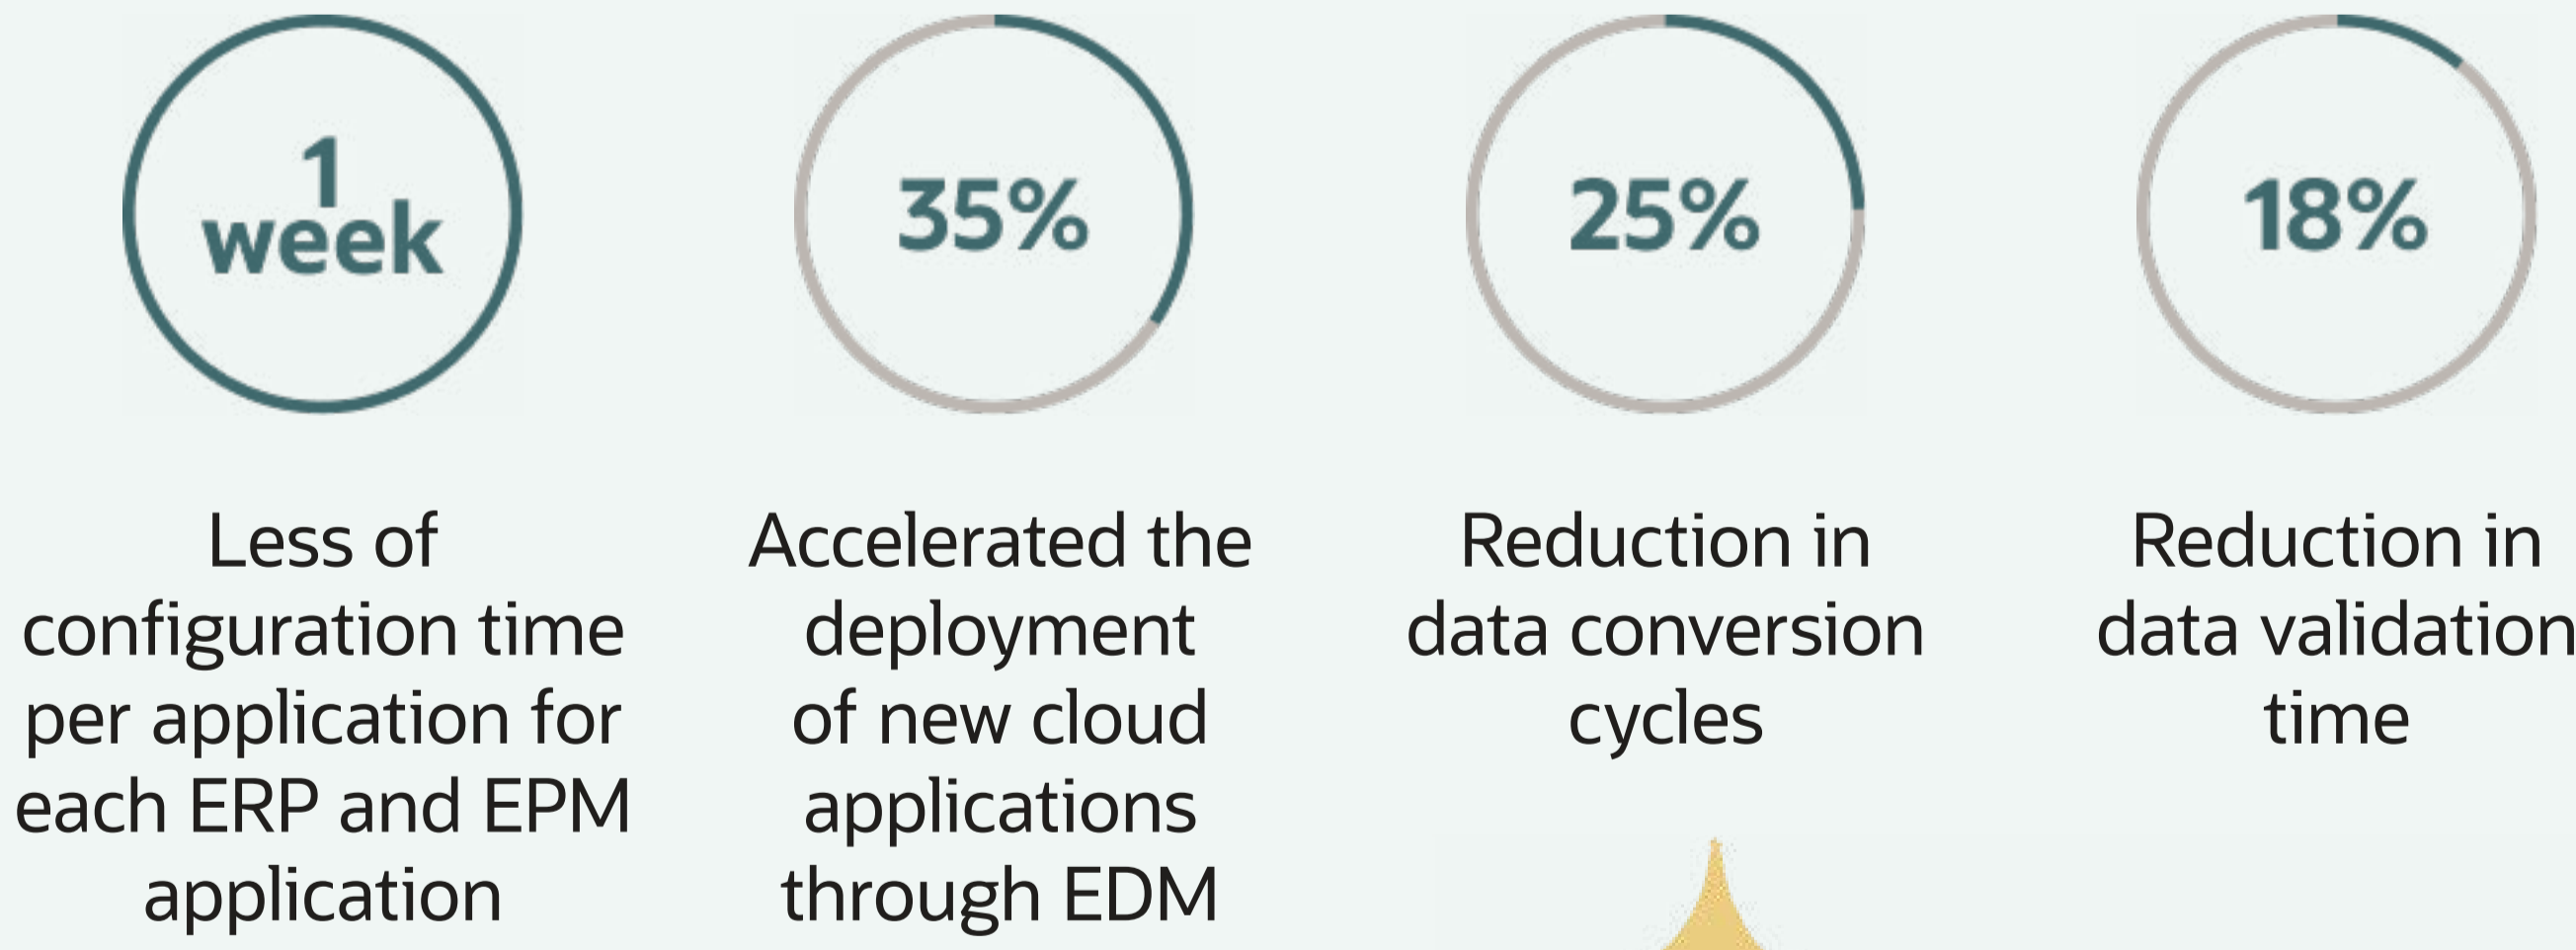 1
week
Less of
configuration time
per application for
each ERP and EPM
application
35%
Accelerated the
deployment
of new cloud
applications
through EDM
25%
Reduction in
data conversion
cycles
18%
Reduction in
data validation
time